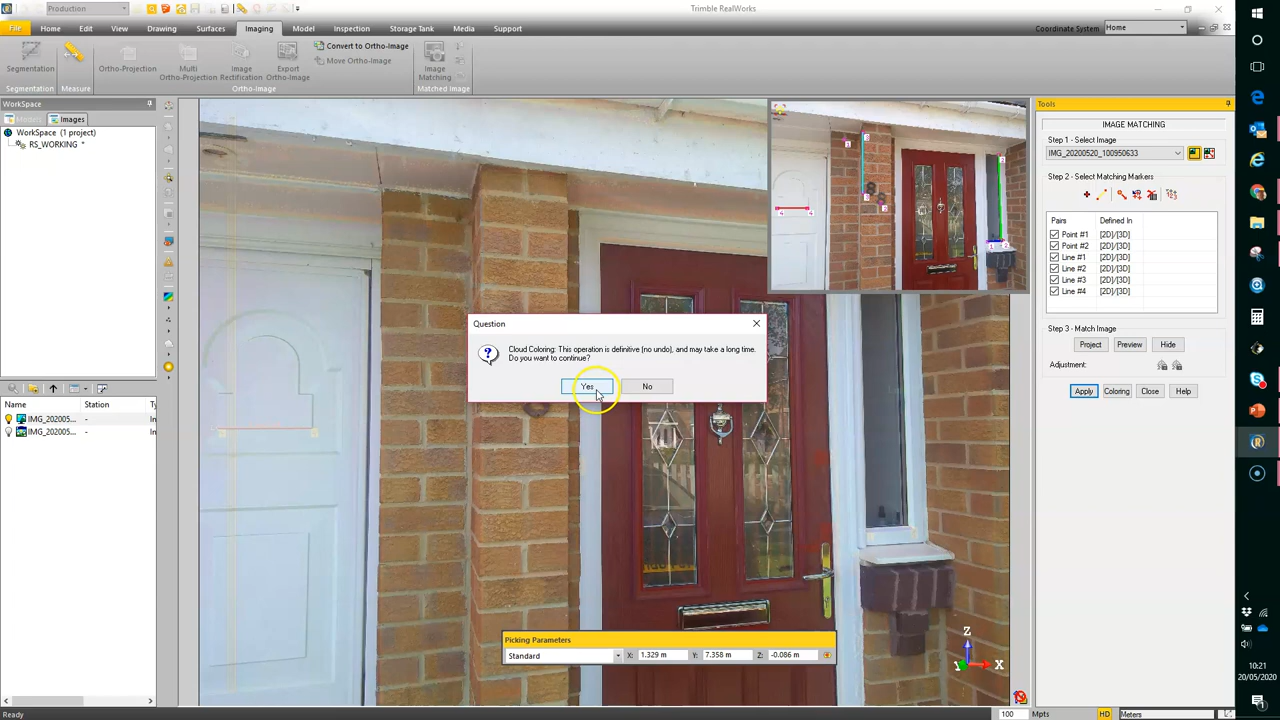 Production
Trimble RealWorks
File Home Edit View Drawing Surfaces Imaging Model Inspection Storage Tank Media Support
Coordinate System Home
Segmentation
Ortho-Projection
Multi
Ortho-Projection
Image
Rectification
Export
Ortho-Image
Convert to Ortho-Image
Move Ortho-Image
Image
Matching
Segmentation Measure Ortho-Image Matched Image
WorkSpace
Models Images
WorkSpace (1 project)
RS_WORKING *
Name Station Ty
IMG_202005... - In
IMG_202005... - In
Question
Cloud Coloring: This operation is definitive (no undo), and may take a long time.
Do you want to continue?
Yes No
Picking Parameters
Standard X: 1.329 m Y: 7.358 m Z: -0.086 m
Z
Y X
Tools
IMAGE MATCHING
Step 1 - Select Image
IMG_20200520_100950633
Step 2 - Select Matching Markers
Pairs Defined In
Point #1 [2D]/[3D]
Point #2 [2D]/[3D]
Line #1 [2D]/[3D]
Line #2 [2D]/[3D]
Line #3 [2D]/[3D]
Line #4 [2D]/[3D]
Step 3 - Match Image
Project Preview Hide
Adjustment:
Apply Coloring Close Help
10:21
20/05/2020
Ready
100 Mpts HD Meters